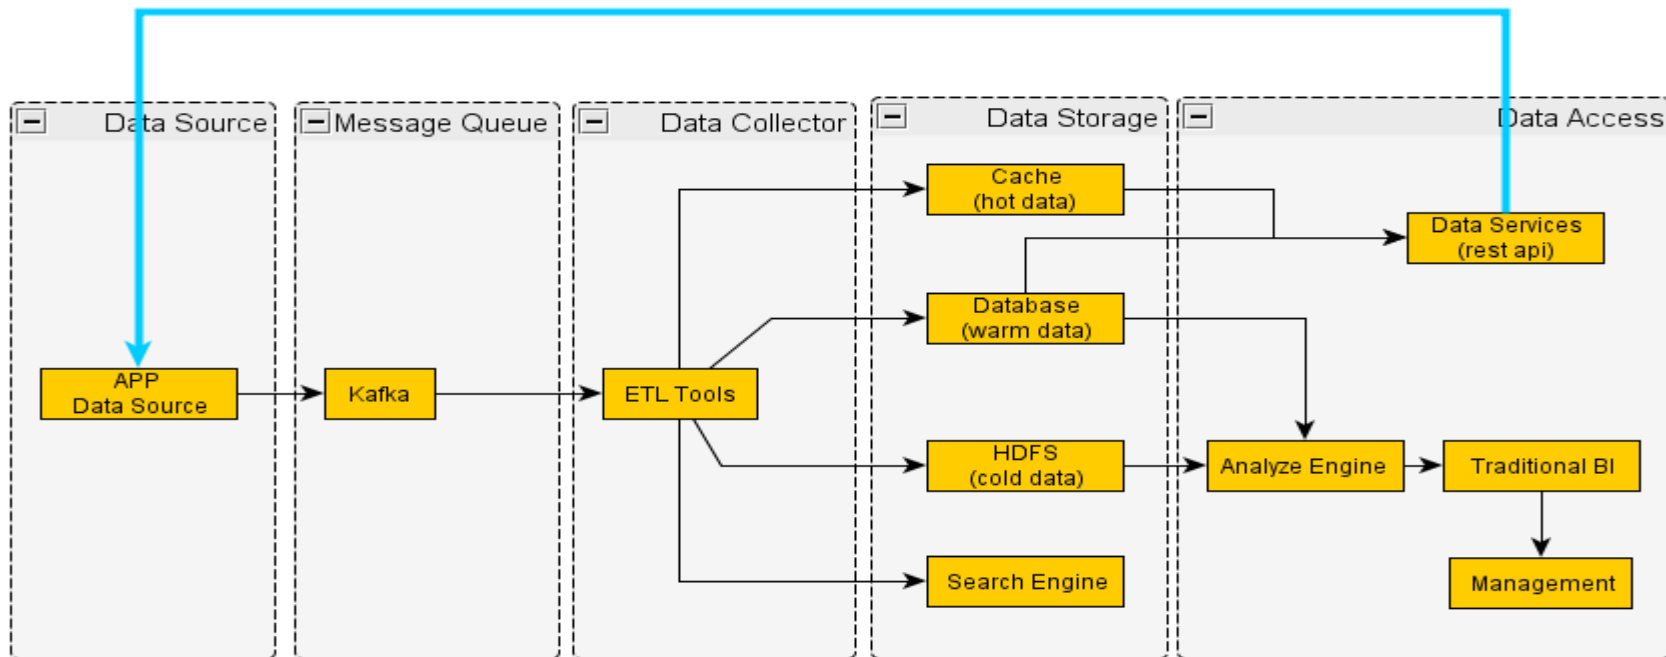 Data Source
Message Queue
Data Collector
Data Storage
Data Access
APP
Data Source
Kafka
ETL Tools
Cache
(hot data)
Database
(warm data)
HDFS
(cold data)
Search Engine
Data Services
(rest api)
Analyze Engine
Traditional BI
Management